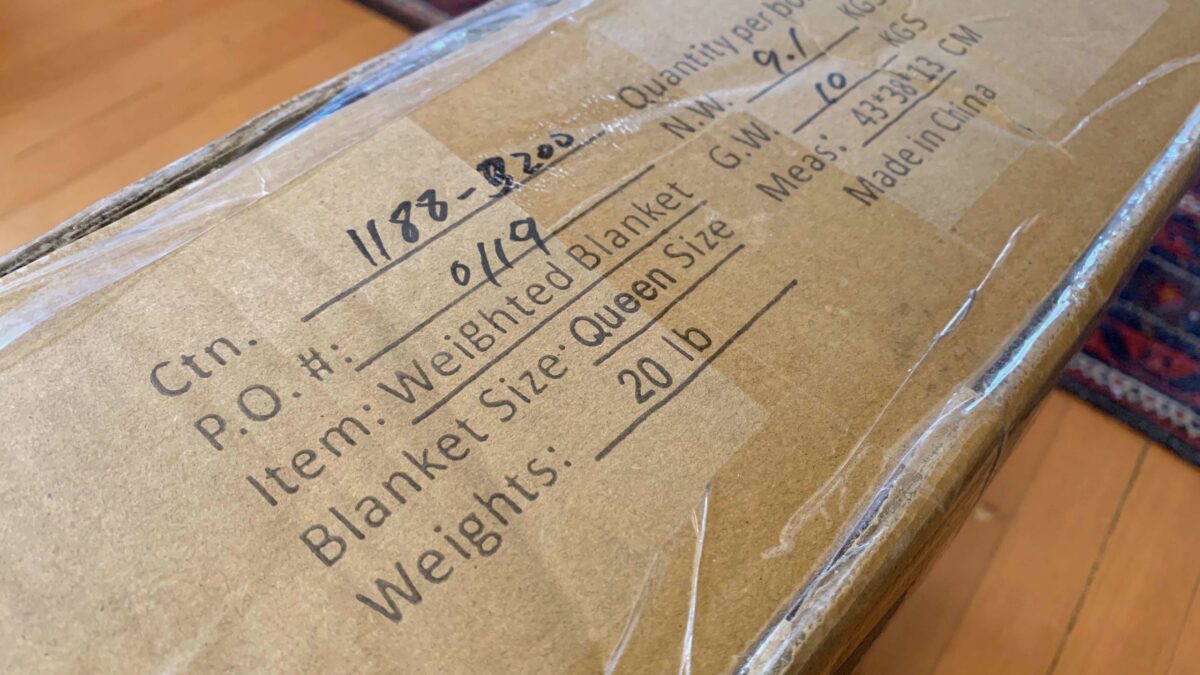 Ctn. 1188-B200
P.O. #: 0119
Item: Weighted Blanket
Blanket Size: Queen Size
Weights: 20 lb
Quantity per
N.W. 9.1 KGS
G.W. 10 KGS
Meas: 43*38*13 CM
Made in China